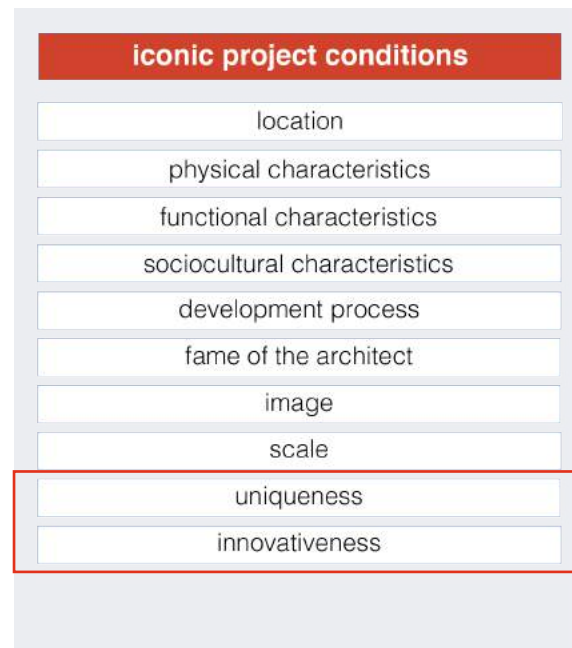 iconic project conditions
location
physical characteristics
functional characteristics
sociocultural characteristics
development process
fame of the architect
image
scale
uniqueness
innovativeness